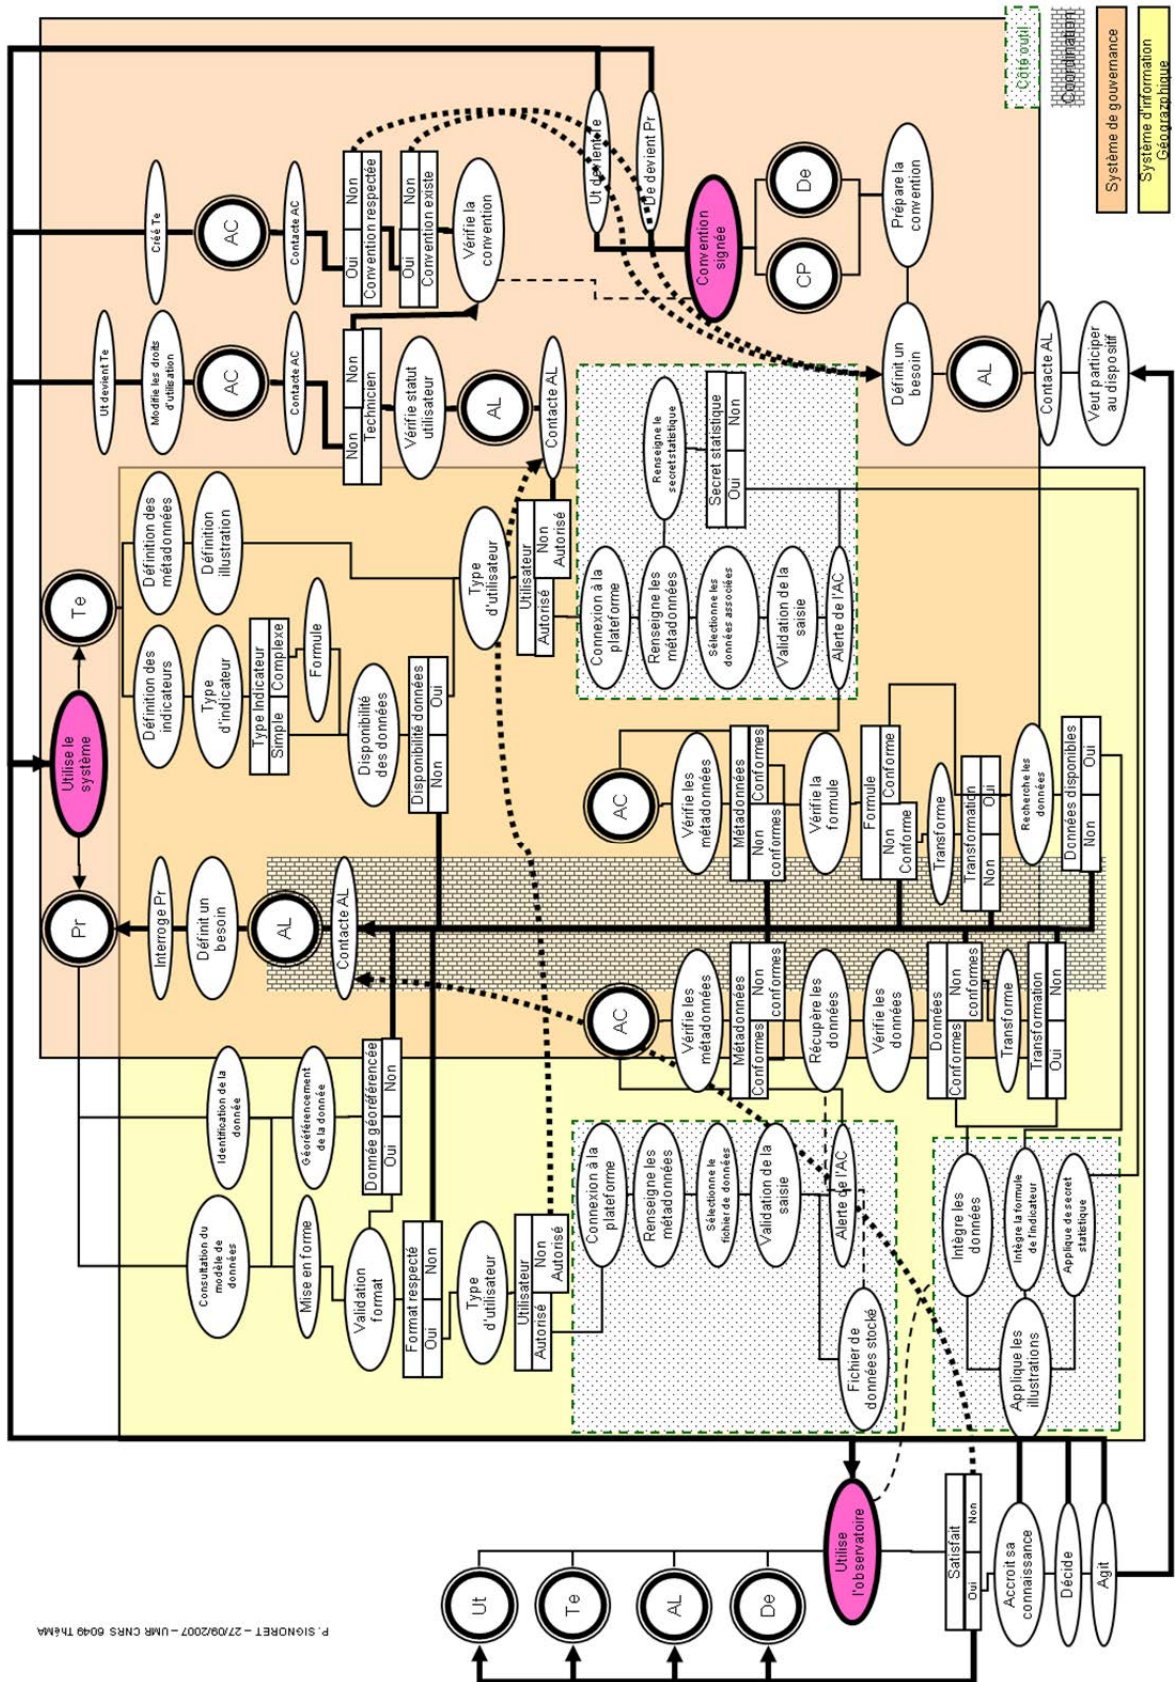 Utilise le
système
Pr
Te
Interroge Pr
Définit un
besoin
AL
Contacte AL
Définition des
indicateurs
Type
d'indicateur
Type Indicateur
Simple
Complexe
Formule
Disponibilité
des données
Disponibilité données
Non
Oui
Définition des
métadonnées
Définition
illustration
Type
d'utilisateur
Utilisateur
Autorisé
Non
Autorisé
Ut devient Te
Modifie les droits
d'utilisation
AC
Contacte AC
Non
Non
Technicien
Vérifie statut
utilisateur
AL
Contacte AL
Créé Te
AC
Contacte AC
Oui
Non
Convention respectée
Oui
Non
Convention existe
Vérifie la
convention
Ut devient Te
De devient Pr
Convention
signée
CP
De
Prépare la
convention
Définit un
besoin
AL
Contacte AL
Veut participer
au dispositif
Côté outil
Coordination
Système de gouvernance
Système d'information
Géograzphique
Consultation du
modèle de
données
Identification de la
donnée
Mise en forme
Géoréférencement
de la donnée
Donnée géoréférencée
Oui
Non
Validation
format
Format respecté
Oui
Non
Type
d'utilisateur
Utilisateur
Autorisé
Non
Autorisé
Connexion à la
plateforme
Renseigne les
métadonnées
Sélectionne le
fichier de données
Validation de la
saisie
Alerte de l'AC
Fichier de
données stocké
AC
Vérifie les
métadonnées
Métadonnées
Conformes
Non
conformes
Récupère les
données
Vérifie les
données
Données
Conformes
Non
conformes
Transforme
Transformation
Oui
Non
AC
Vérifie les
métadonnées
Métadonnées
Non
conformes
Conformes
Vérifie la
formule
Formule
Non
Conforme
Conforme
Transforme
Transformation
Non
Oui
Recherche les
données
Données disponibles
Non
Oui
Connexion à la
plateforme
Renseigne les
métadonnées
Sélectionne les
données associées
Validation de la
saisie
Alerte de l'AC
Renseigne le
secret statistique
Secret statistique
Oui
Non
Intègre les
données
Intègre la formule
de l'indicateur
Applique de secret
statistique
Applique les
illustrations
Ut
Te
AL
De
Utilise
l'observatoire
Satisfait
Oui
Non
Accroit sa
connaissance
Décide
Agit
P. SIGNORET – 27/09/2007 – UMR CNRS 6049 ThéMA